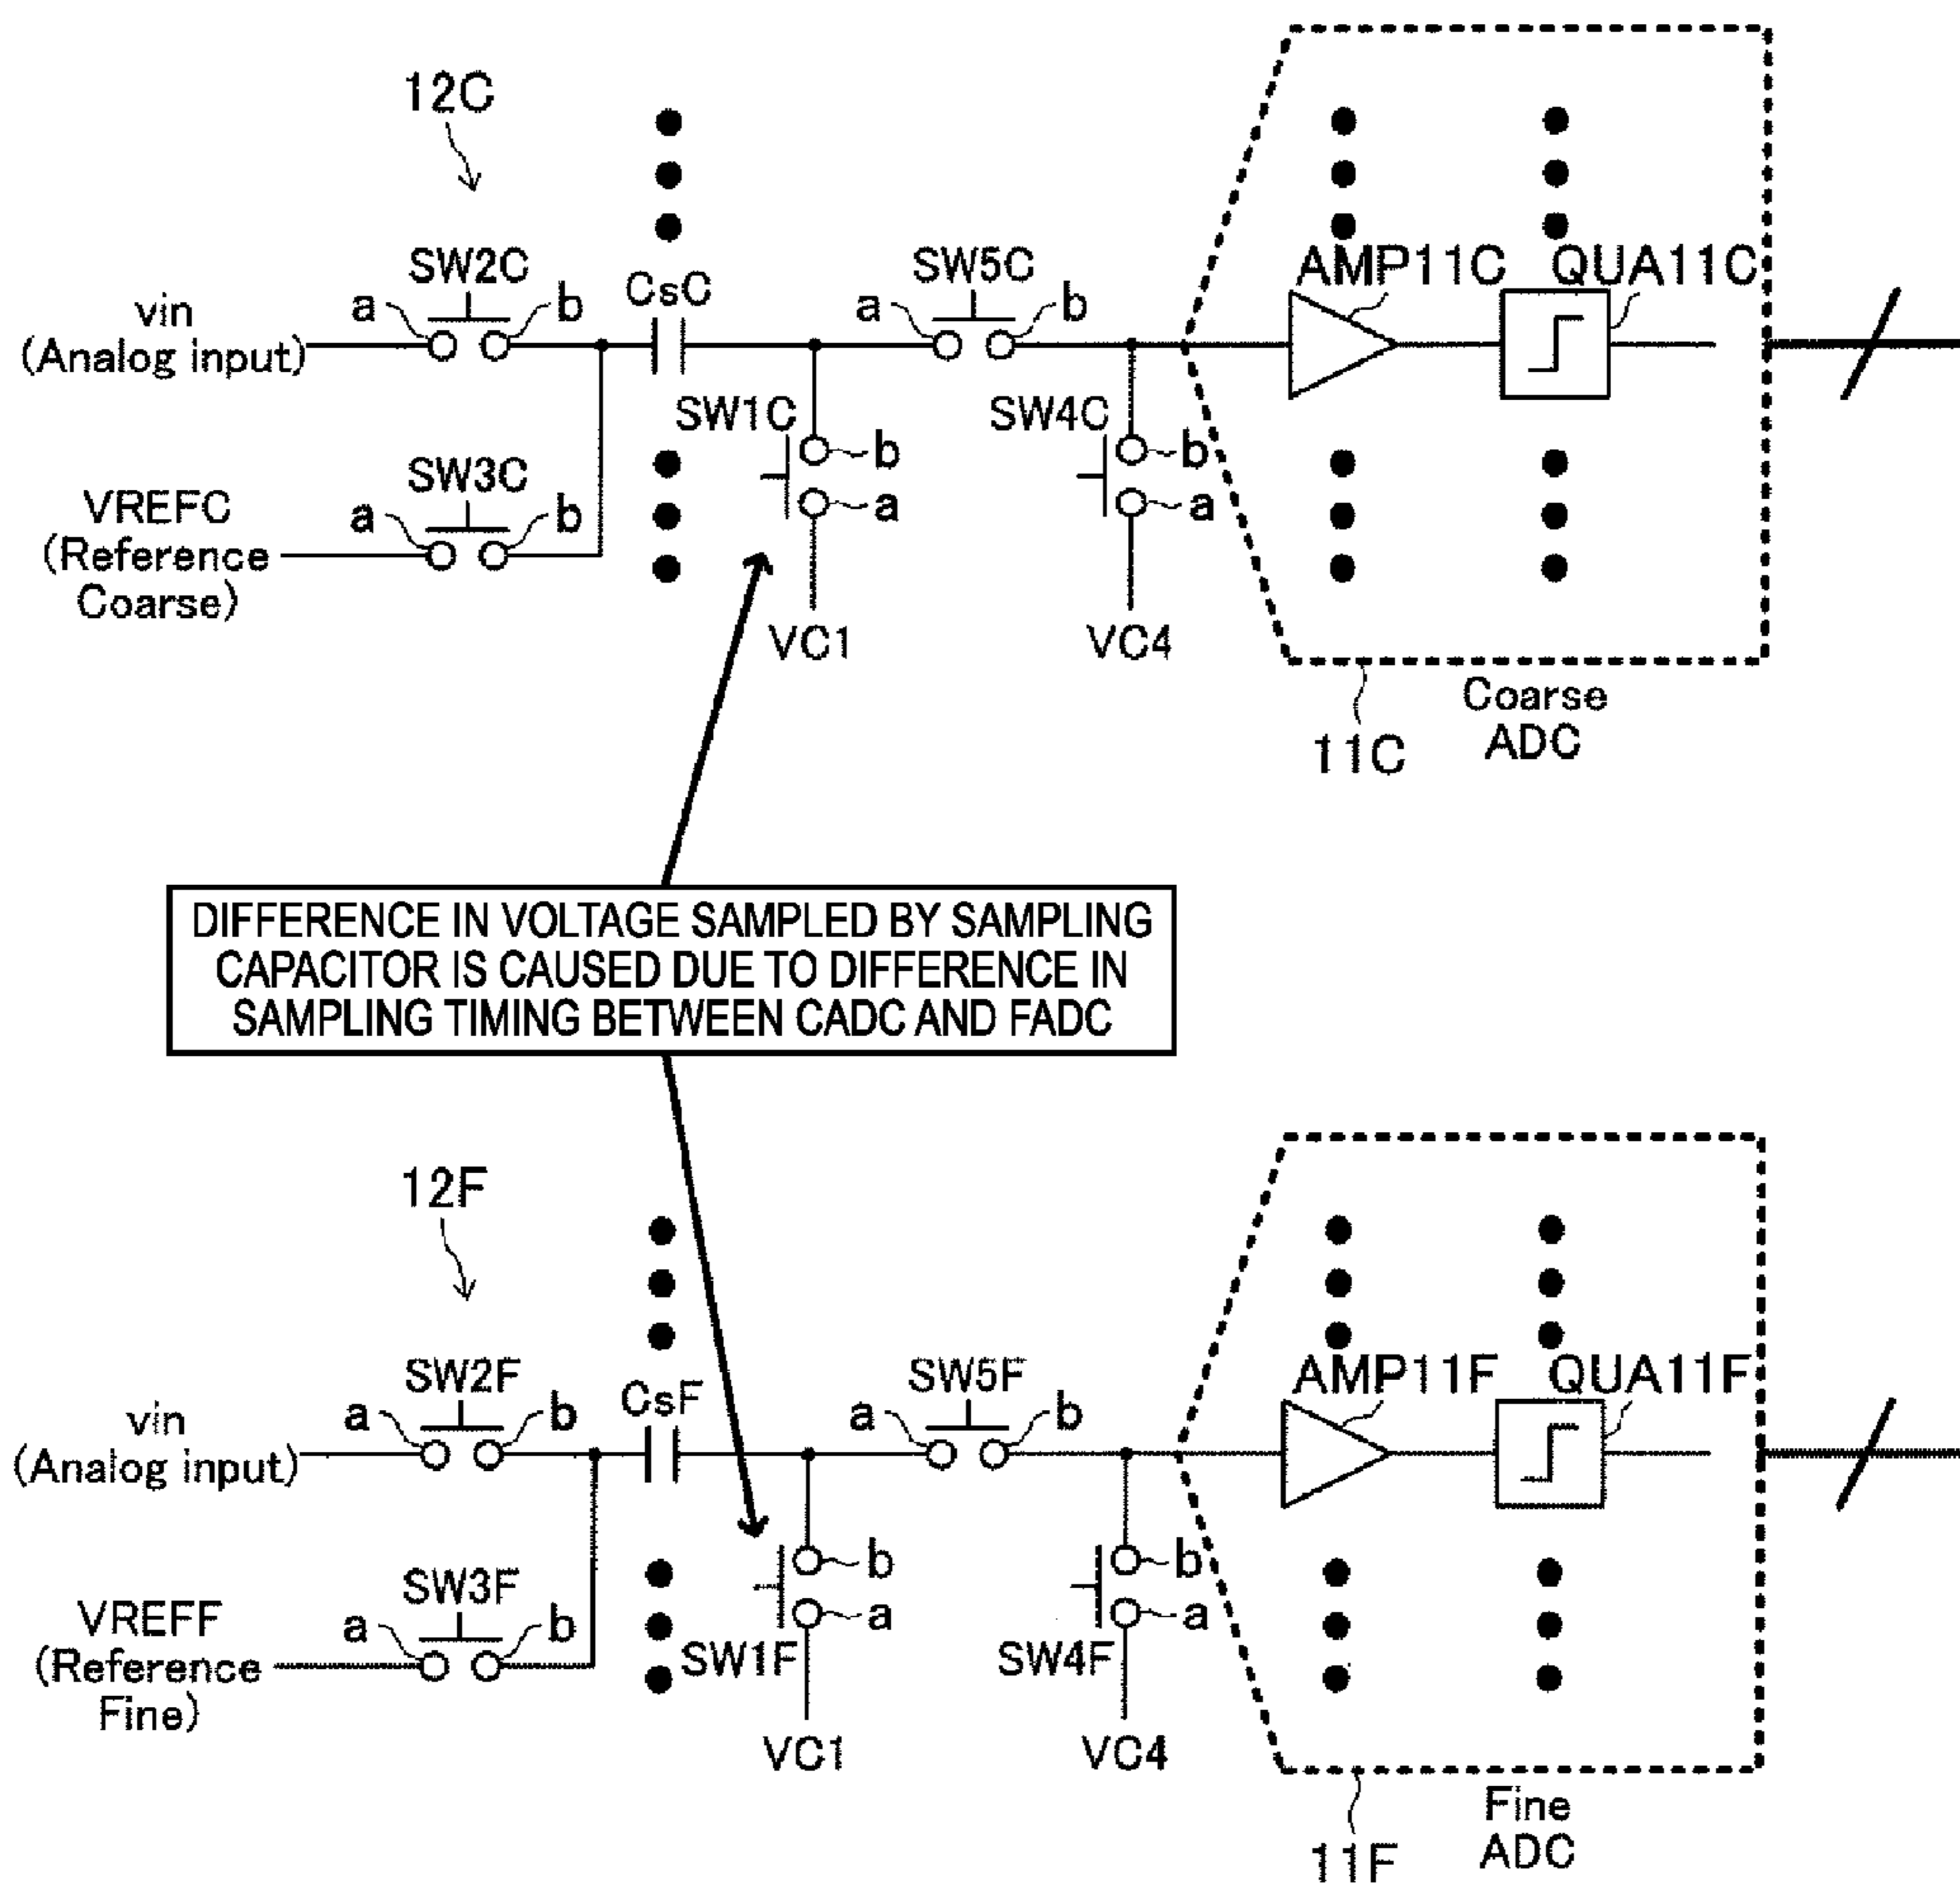 12C
SW2C
a
b
CsC
SW5C
a
b
AMP11C
QUA11C
vin
(Analog input)
SW1C
b
a
SW4C
b
a
SW3C
a
b
VREFC
(Reference
Coarse)
VC1
VC4
Coarse
ADC
11C
DIFFERENCE IN VOLTAGE SAMPLED BY SAMPLING
CAPACITOR IS CAUSED DUE TO DIFFERENCE IN
SAMPLING TIMING BETWEEN CADC AND FADC
12F
SW2F
a
b
CsF
SW5F
a
b
AMP11F
QUA11F
vin
(Analog input)
b
a
SW1F
b
a
SW4F
SW3F
a
b
VREFF
(Reference
Fine)
VC1
VC4
Fine
ADC
11F